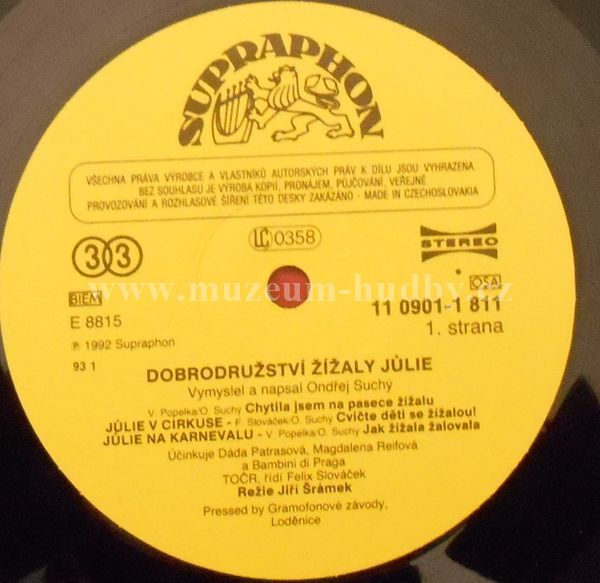 SUPRAPHON
VŠECHNA PRÁVA VÝROBCE A VLASTNÍKŮ AUTORSKÝCH PRÁV K DÍLU JSOU VYHRAZENA.
BEZ SOUHLASU JE VÝROBA KOPIÍ, PRONÁJEM, PŮJČOVÁNÍ, VEŘEJNÉ
PROVOZOVÁNÍ A ROZHLASOVÉ ŠÍŘENÍ TÉTO DESKY ZAKÁZÁNO - MADE IN CZECHOSLOVAKIA
33
LC 0358
STEREO
www.muzeum-hudby.cz
BIEM
OSA
E 8815
11 0901-1 811
1. strana
℗ 1992 Supraphon
93 1
DOBRODRUŽSTVÍ ŽÍŽALY JŮLIE
Vymyslel a napsal Ondřej Suchý
V. Popelka/O. Suchý Chytila jsem na pasece žížalu
JŮLIE V CIRKUSE - F. Slováček/O. Suchý Cvičte děti se žížalou!
JŮLIE NA KARNEVALU - V. Popelka/O. Suchý Jak žížala žalovala
Účinkuje Dáda Patrasová, Magdalena Reifová
a Bambini di Praga
TOČR, řídí Felix Slováček
Režie Jiří Šrámek
Pressed by Gramofonové závody,
Loděnice